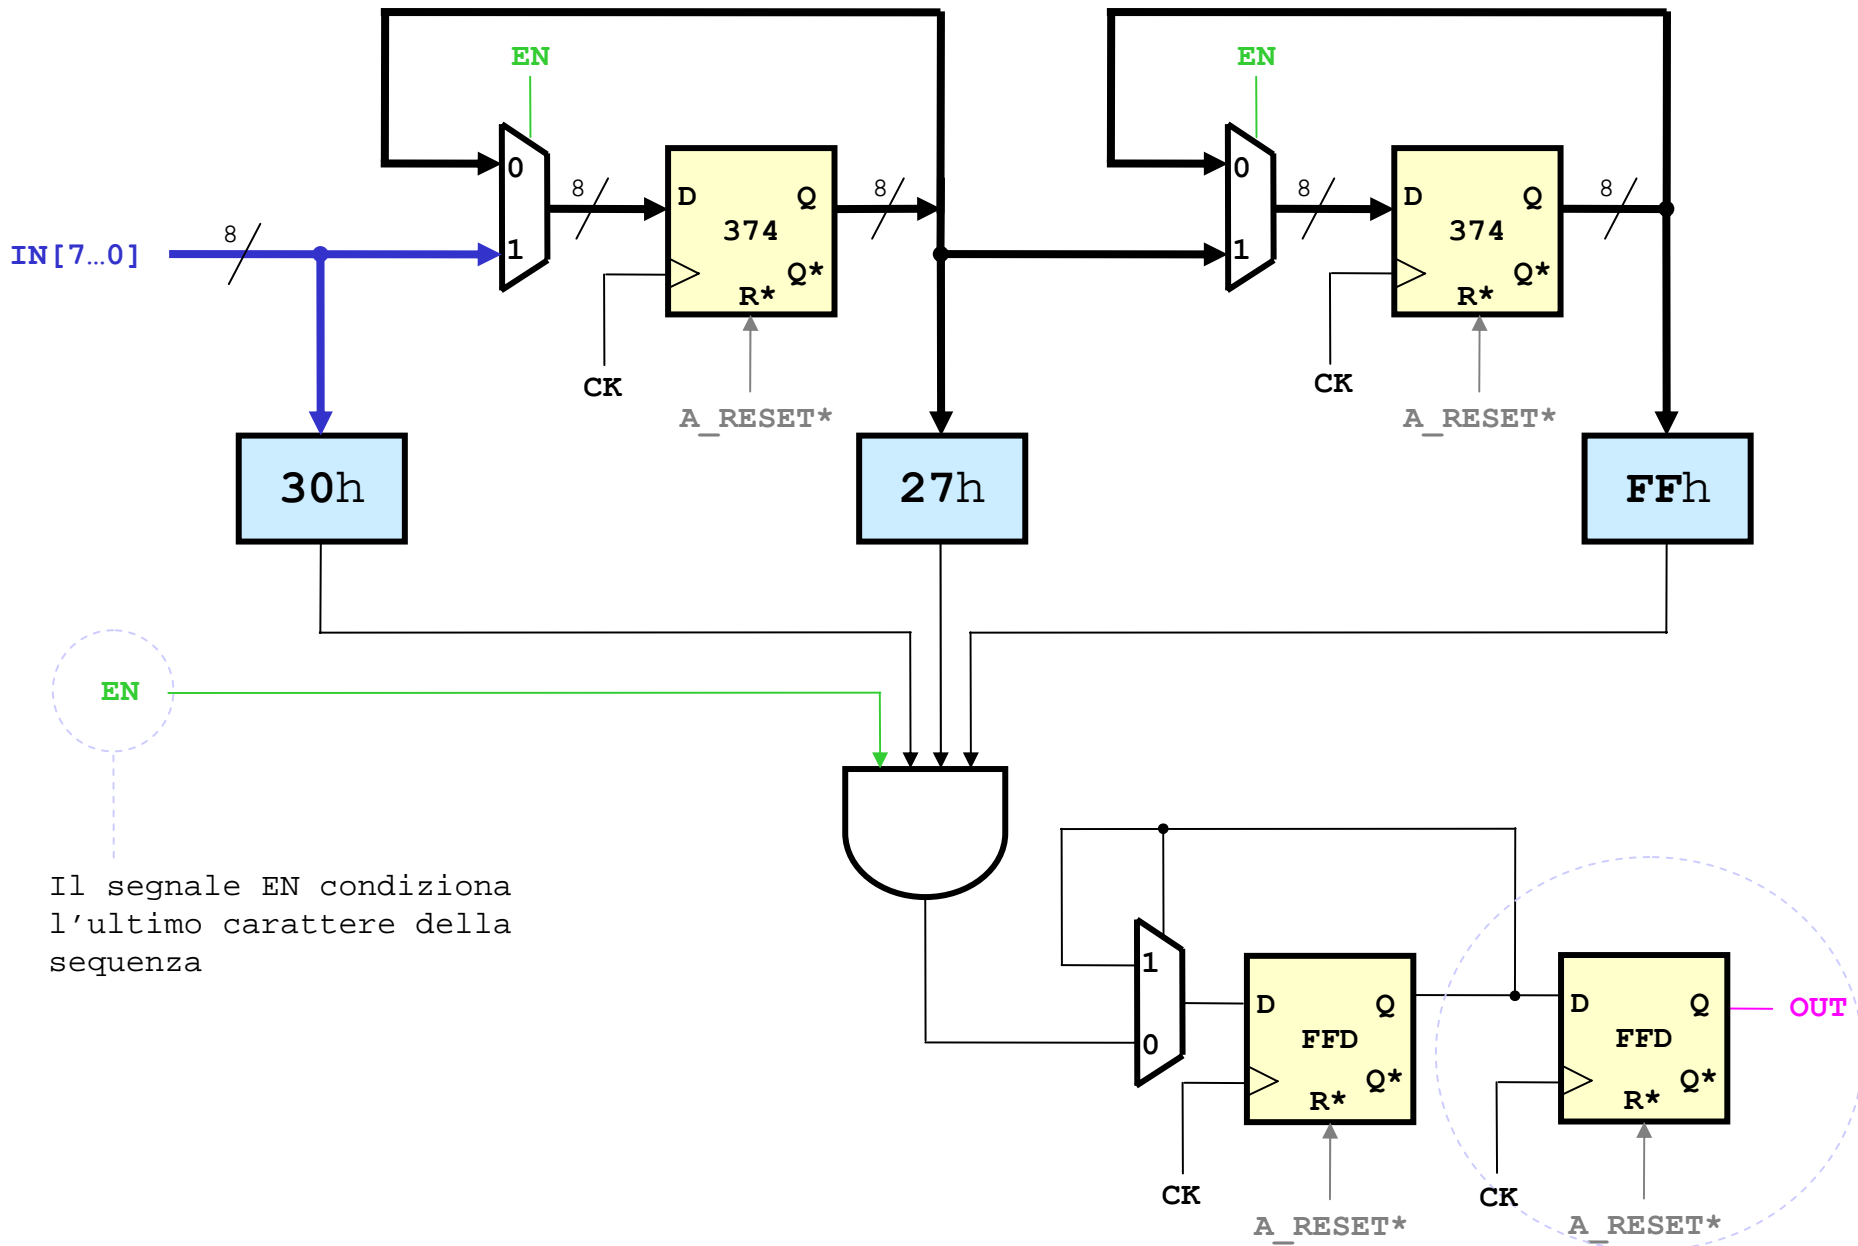 EN
EN
0
1
8
D
Q
374
Q*
R*
8
0
1
8
D
Q
374
Q*
R*
8
IN[7…0]
8
CK
A_RESET*
CK
A_RESET*
30h
27h
FFh
EN
Il segnale EN condiziona
l'ultimo carattere della
sequenza
1
0
D
Q
FFD
Q*
R*
D
Q
FFD
Q*
R*
OUT
CK
A_RESET*
CK
A_RESET*